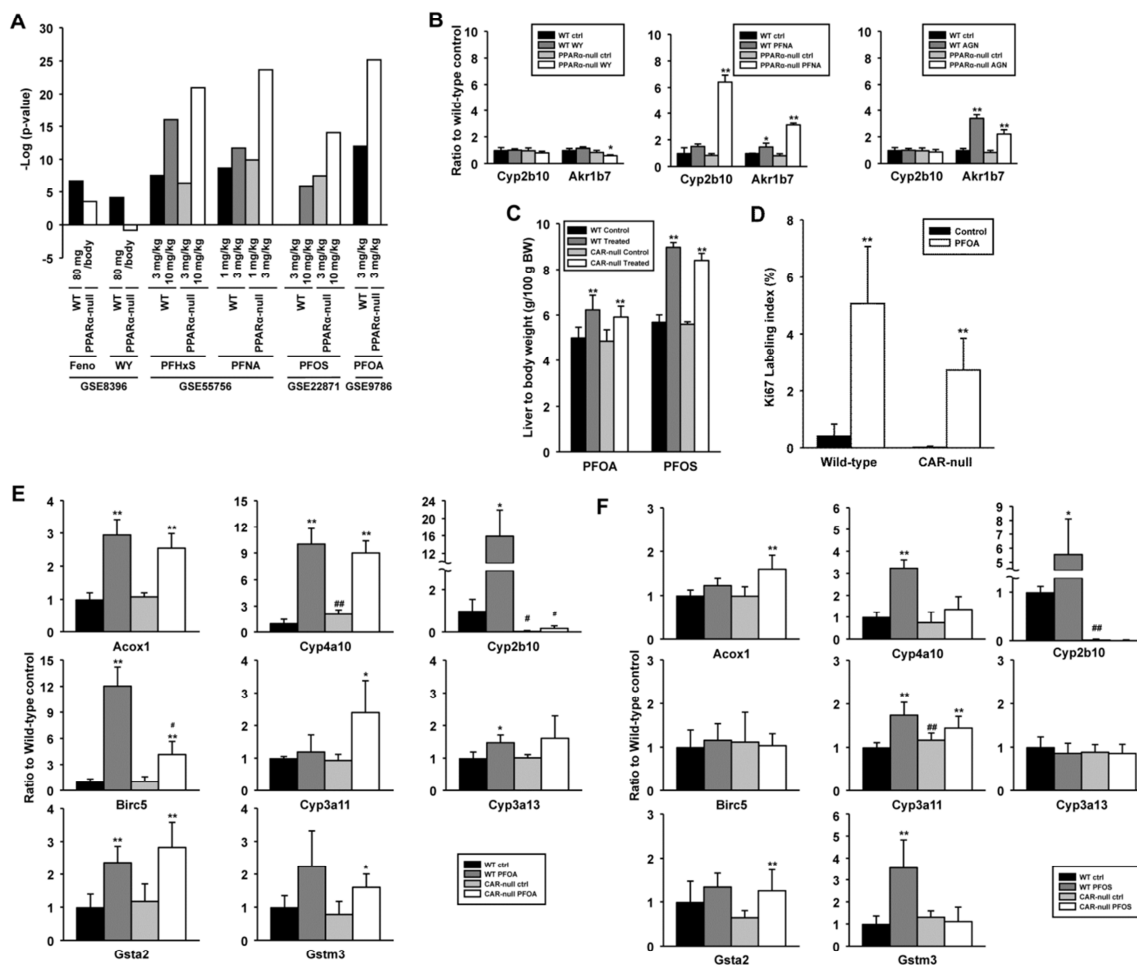 A
-Log (p-value)
30
25
20
15
10
5
0
-5
80 mg /body
80 mg /body
3 mg/kg
10 mg/kg
3 mg/kg
10 mg/kg
1 mg/kg
3 mg/kg
1 mg/kg
3 mg/kg
3 mg/kg
10 mg/kg
3 mg/kg
10 mg/kg
3 mg/kg
3 mg/kg
WT
PPARα-null
WT
PPARα-null
WT
PPARα-null
WT
PPARα-null
WT
PPARα-null
WT
PPARα-null
Feno WY PFHxS PFNA PFOS PFOA
GSE8396 GSE55756 GSE22871 GSE9786
B
Ratio to wild-type control
10
8
6
4
2
0
WT ctrl
WT WY
PPARα-null ctrl
PPARα-null WY
*
Cyp2b10 Akr1b7
10
8
6
4
2
0
WT ctrl
WT PFNA
PPARα-null ctrl
PPARα-null PFNA
** * **
Cyp2b10 Akr1b7
10
8
6
4
2
0
WT ctrl
WT AGN
PPARα-null ctrl
PPARα-null AGN
** **
Cyp2b10 Akr1b7
C
Liver to body weight (g/100 g BW)
10
8
6
4
2
0
WT Control
WT Treated
CAR-null Control
CAR-null Treated
** ** ** **
PFOA PFOS
D
Ki67 Labeling index (%)
8
6
4
2
0
Control
PFOA
** **
Wild-type CAR-null
E
Ratio to Wild-type control
4
3
2
1
0
** **
Acox1
15
12
9
6
3
0
** ## **
Cyp4a10
24
20
16
12
2
1
0
* # #
Cyp2b10
15
12
9
6
3
0
** # **
Birc5
4
3
2
1
0
*
Cyp3a11
4
3
2
1
0
*
Cyp3a13
4
3
2
1
0
** **
Gsta2
4
3
2
1
0
*
Gstm3
WT ctrl
WT PFOA
CAR-null ctrl
CAR-null PFOA
F
Ratio to Wild-type control
3
2
1
0
**
Acox1
6
5
4
3
2
1
0
**
Cyp4a10
9
8
7
6
5
1
0
* ##
Cyp2b10
3
2
1
0
Birc5
3
2
1
0
** ## **
Cyp3a11
3
2
1
0
Cyp3a13
3
2
1
0
**
Gsta2
6
5
4
3
2
1
0
**
Gstm3
WT ctrl
WT PFOS
CAR-null ctrl
CAR-null PFOS